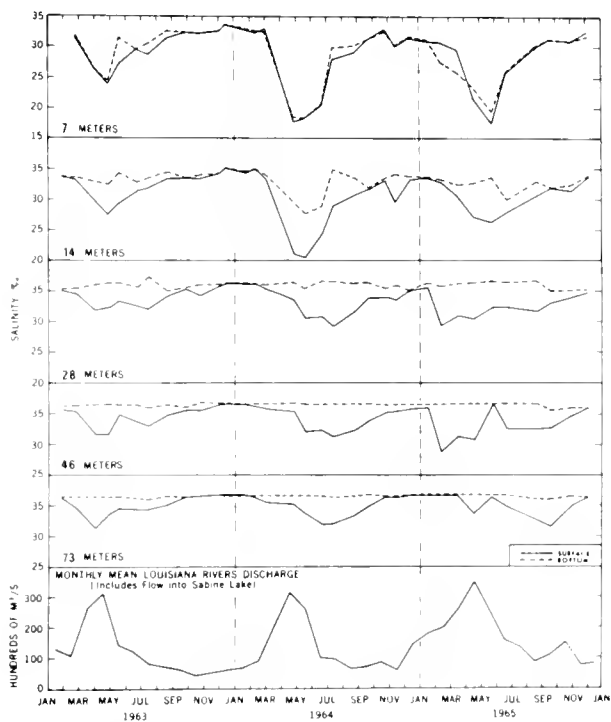 35
30
25
20
15
7 METERS
35
30
25
20
14 METERS
SALINITY ‰
35
30
25
20
28 METERS
35
30
25
46 METERS
35
30
25
73 METERS
SURFACE
BOTTOM
MONTHLY MEAN LOUISIANA RIVERS DISCHARGE
(Includes Flow into Sabine Lake)
HUNDREDS OF M³/S
300
200
100
0
JAN MAR MAY JUL SEP NOV JAN MAR MAY JUL SEP NOV JAN MAR MAY JUL SEP NOV JAN
1963 1964 1965